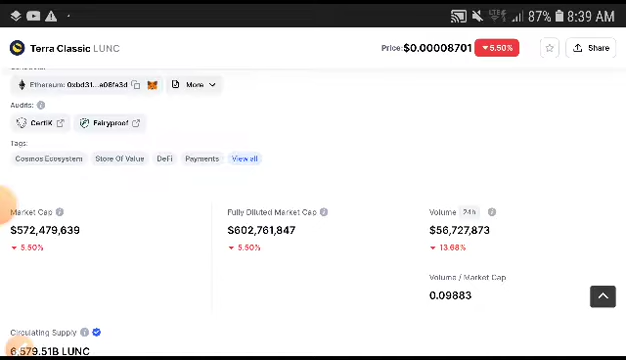 87% 8:39 AM
Terra Classic LUNC Price:$0.00008701 ▼5.50% Share
Ethereum: 0xbd31...a08fa3d More
Audits:
CertiK Fairyproof
Tags:
Cosmos Ecosystem Store Of Value DeFi Payments View all
Market Cap Fully Diluted Market Cap Volume 24h
$572,479,639 $602,761,847 $56,727,873
▼ 5.50% ▼ 5.50% ▼ 13.68%
Volume / Market Cap
0.09883
Circulating Supply
6,579.51B LUNC